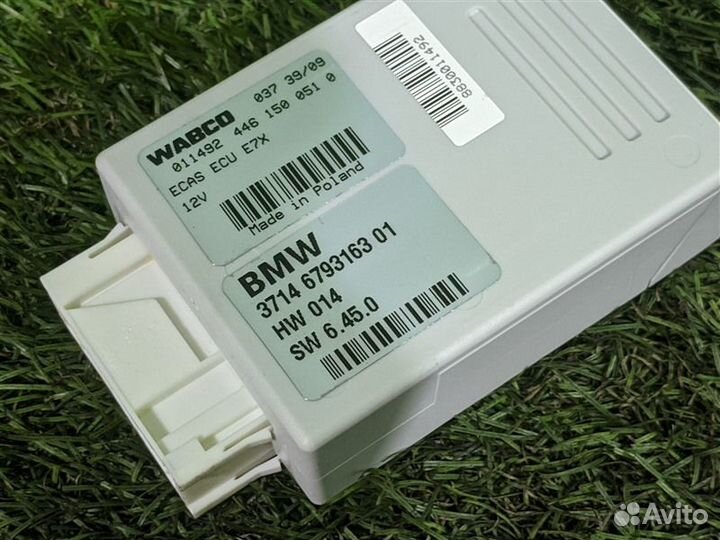 WABCO 037 39/09
011492 446 150 051 0
ECAS ECU E7X
12V
Made in Poland
8830011492
BMW
3714 6793163 01
HW 014
SW 6.45.0
Avito